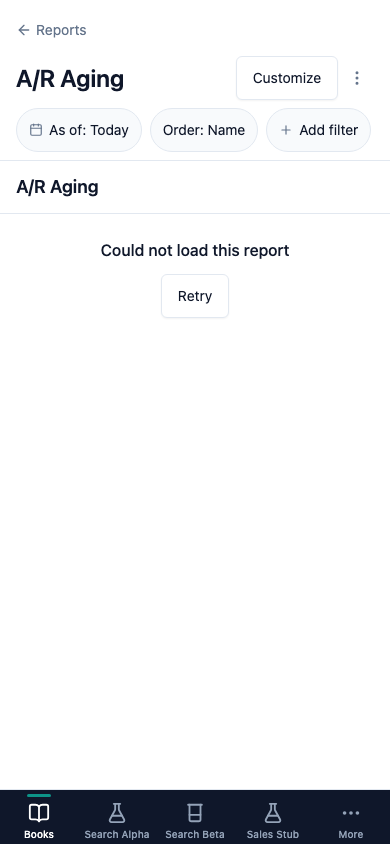 Reports
A/R Aging
Customize
As of: Today
Order: Name
Add filter
A/R Aging
Could not load this report
Retry
Books
Search Alpha
Search Beta
Sales Stub
More